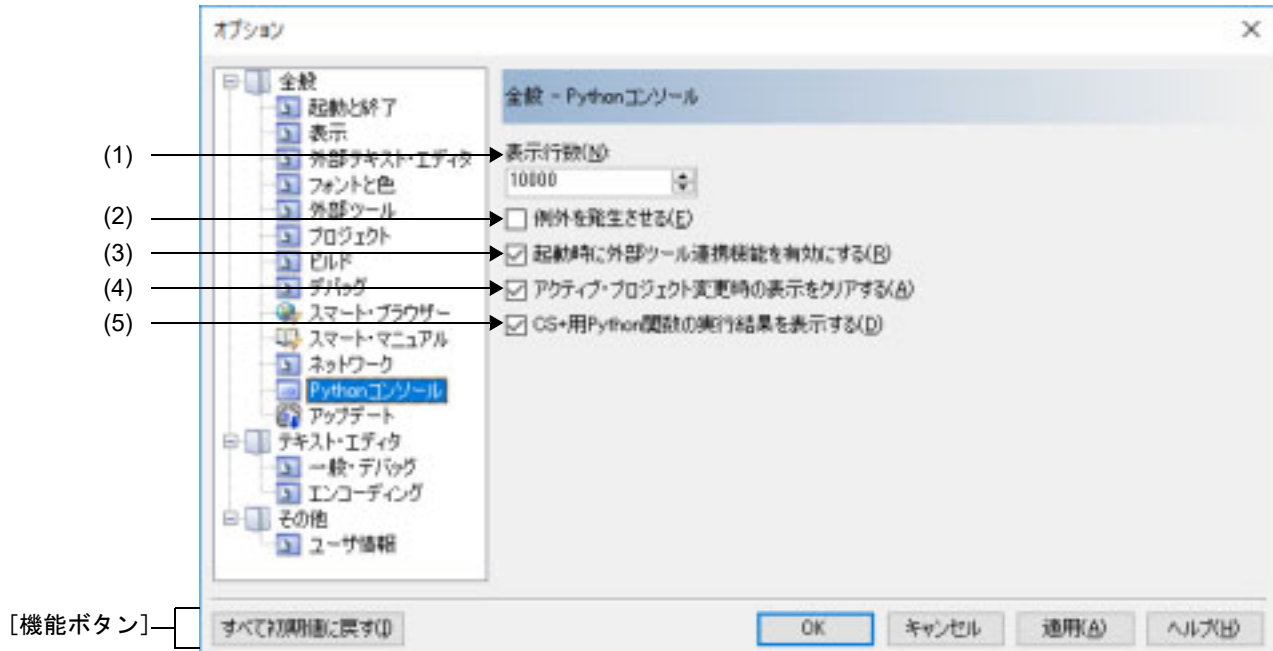 オプション
全般
起動と終了
表示
外部テキスト・エディタ
フォントと色
外部ツール
プロジェクト
ビルド
デバッグ
スマート・ブラウザー
スマート・マニュアル
ネットワーク
Pythonコンソール
アップデート
テキスト・エディタ
一般・デバッグ
エンコーディング
その他
ユーザ情報
全般 - Pythonコンソール
(1)
表示行数(N):
10000
(2)
例外を発生させる(E)
(3)
起動時に外部ツール連携機能を有効にする(R)
(4)
アクティブ・プロジェクト変更時の表示をクリアする(A)
(5)
CS+用Python関数の実行結果を表示する(D)
[機能ボタン]
すべて初期値に戻す(I)
OK
キャンセル
適用(A)
ヘルプ(H)